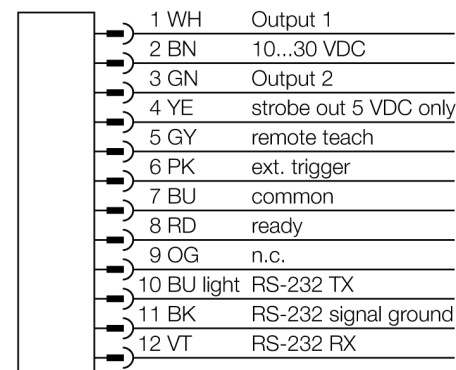 1 WH Output 1
2 BN 10...30 VDC
3 GN Output 2
4 YE strobe out 5 VDC only
5 GY remote teach
6 PK ext. trigger
7 BU common
8 RD ready
9 OG n.c.
10 BU light RS-232 TX
11 BK RS-232 signal ground
12 VT RS-232 RX